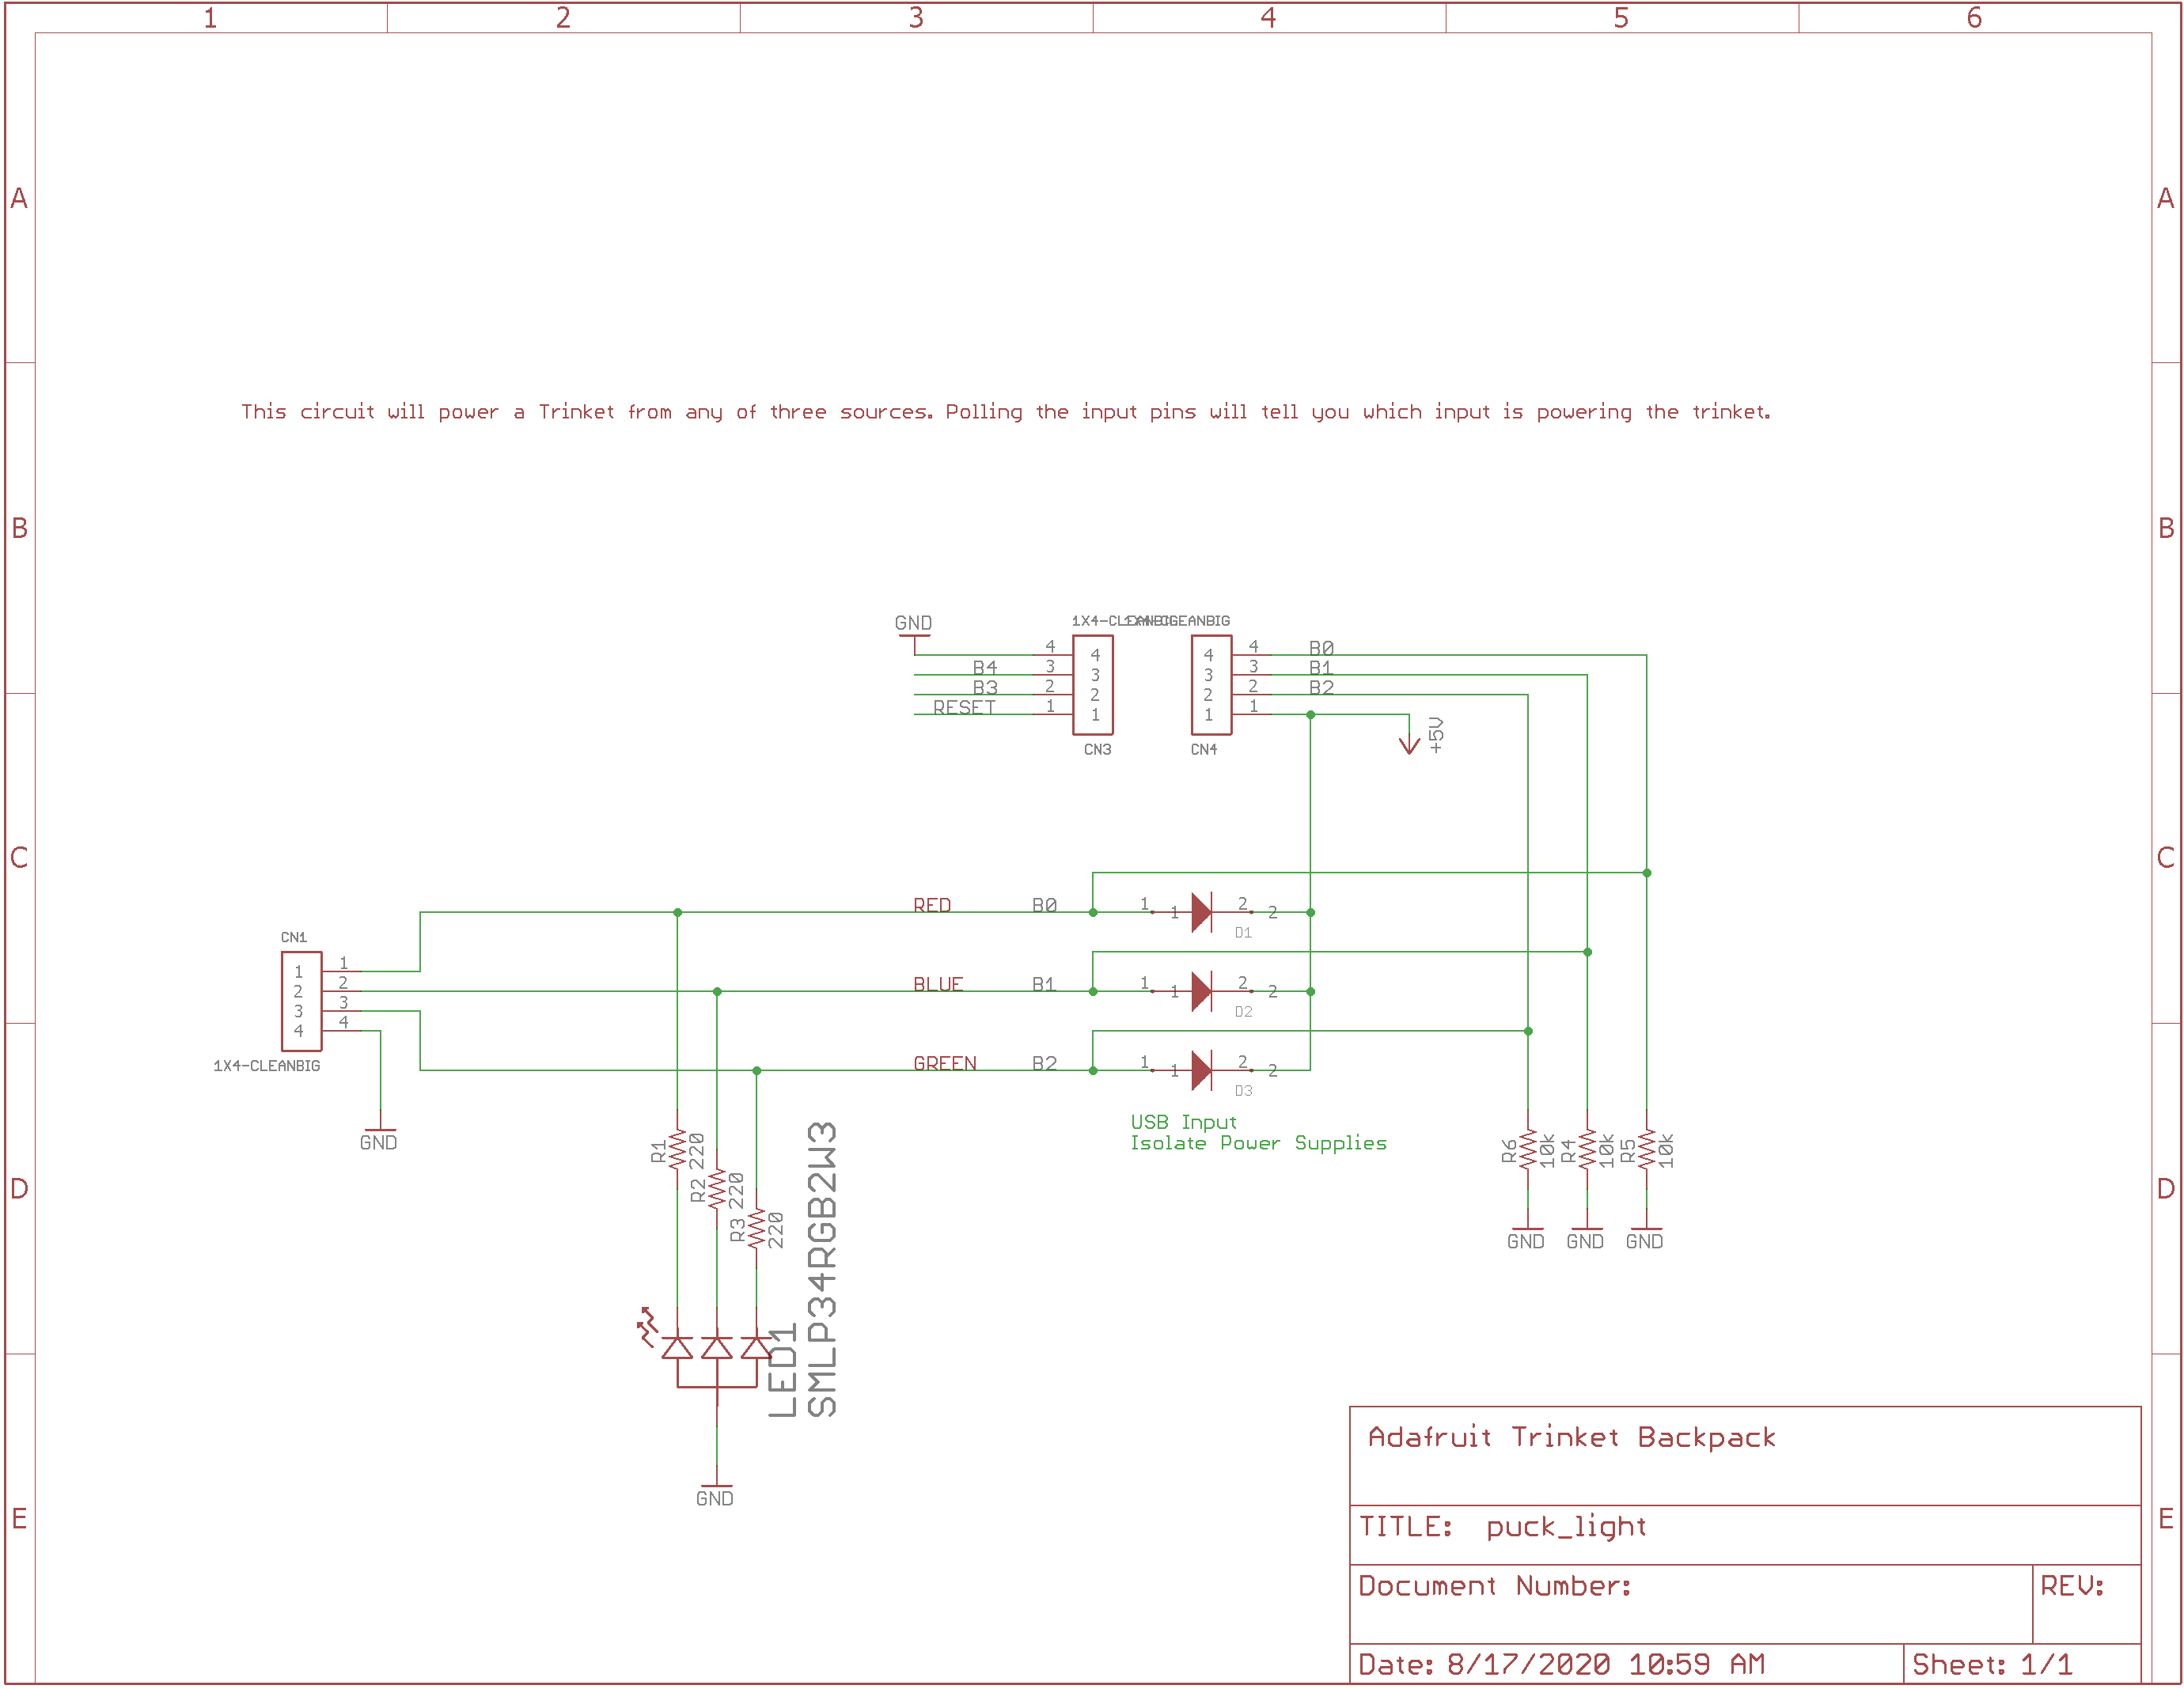 1 2 3 4 5 6
A A
This circuit will power a Trinket from any of three sources. Polling the input pins will tell you which input is powering the trinket.
B B
GND
1X4-CLEANBIG 1X4-CLEANBIG
4 4 4 4 B0
B4 3 3 3 3 B1
B3 2 2 2 2 B2
RESET 1 1 1 1
+5V
CN3 CN4
C C
RED B0 1 1 2 2
D1
CN1
1 1
2 2
3 3
4 4
1X4-CLEANBIG
GND
BLUE B1 1 1 2 2
D2
GREEN B2 1 1 2 2
D3
USB Input
Isolate Power Supplies
R1 220
R2 220
R3 220
R6 10k
R4 10k
R5 10k
GND GND GND
D D
LED1
SMLP34RGB2W3
GND
E E
Adafruit Trinket Backpack
TITLE: puck_light
Document Number:
REV:
Date: 8/17/2020 10:59 AM
Sheet: 1/1